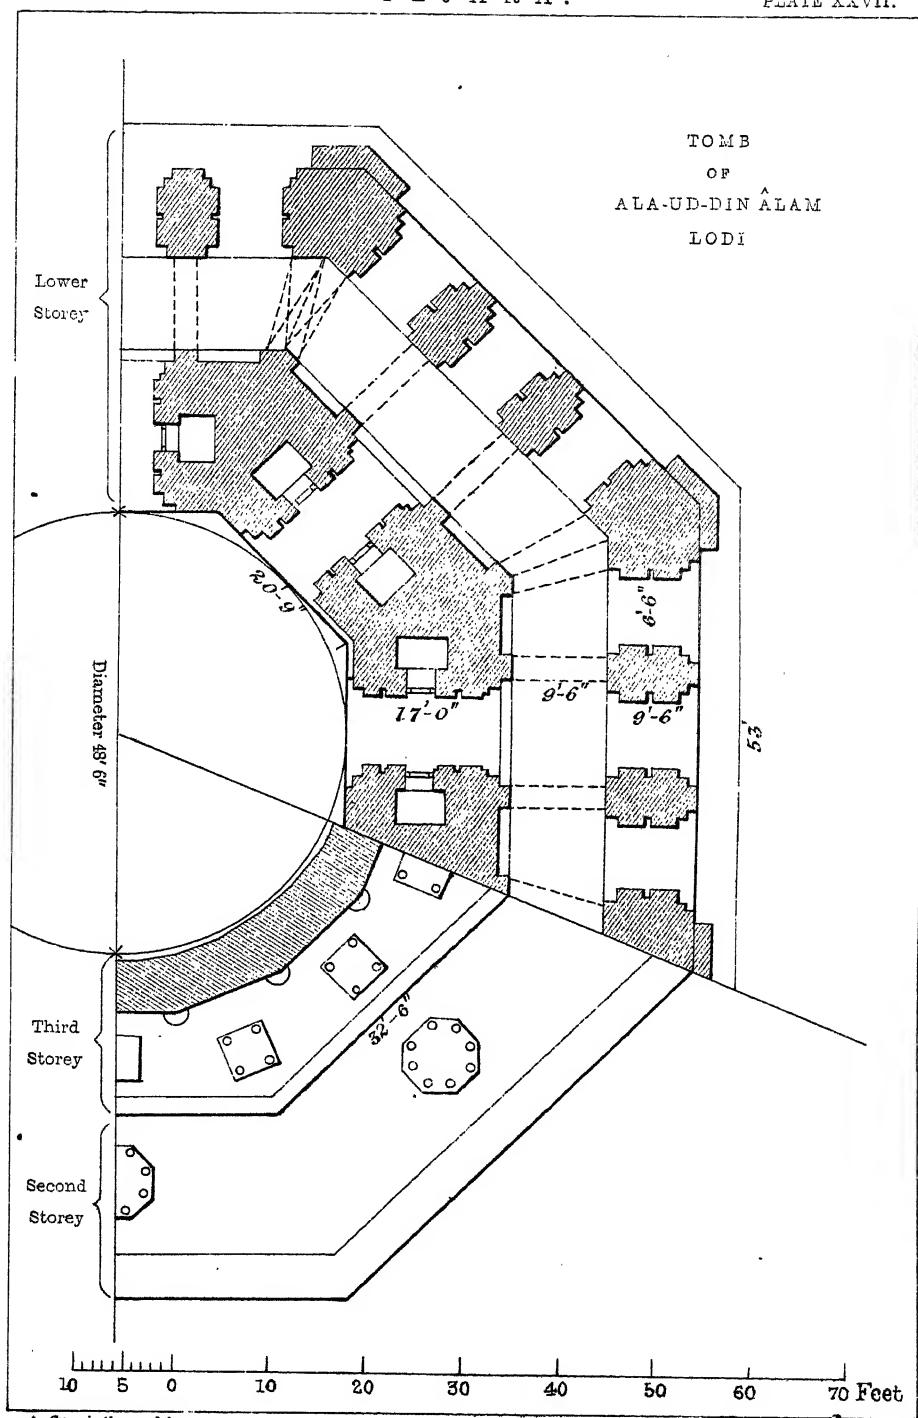 PLATE XXVII.
TOMB
OF
ALA-UD-DIN ÂLAM
LODI
Lower
Storey
20'-9"
6'-6"
9'-6"
9'-6"
17'-0"
53'
Diameter 48' 6"
32'-6"
Third
Storey
Second
Storey
10 5 0 10 20 30 40 50 60 70 Feet